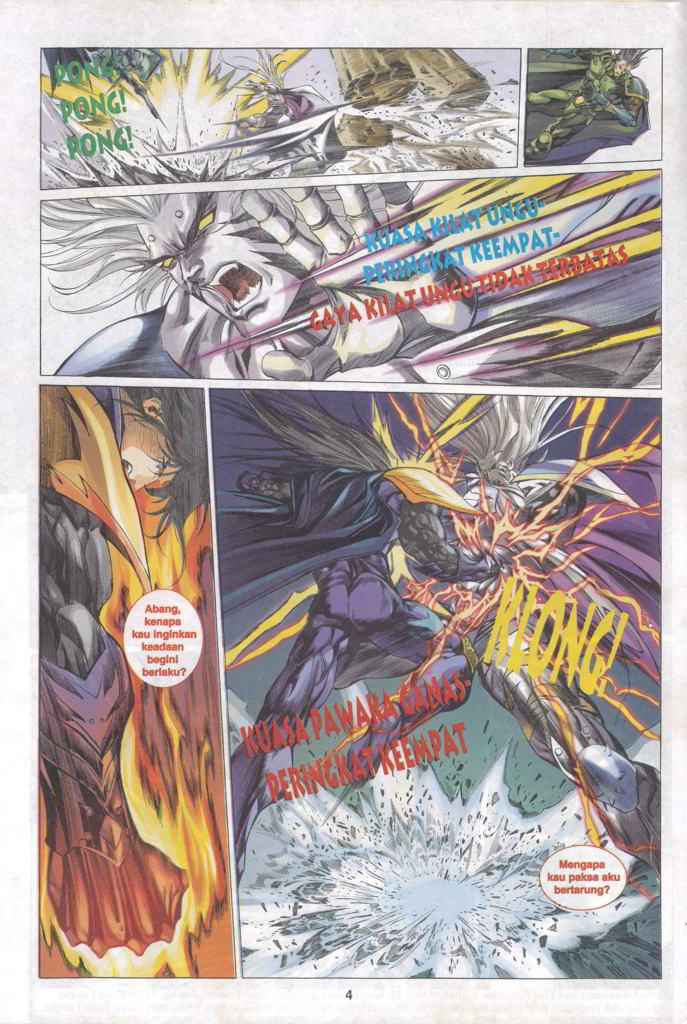 PONG!
PONG!
PONG!
KUASA KILAT UNGU-
PERINGKAT KEEMPAT-
GAYA KILAT UNGU TIDAK TERBATAS
Abang,
kenapa
kau inginkan
keadaan
begini
berlaku?
KLONG!
KUASA PAWAKA GANAS-
PERINGKAT KEEMPAT
Mengapa
kau paksa aku
bertarung?
4